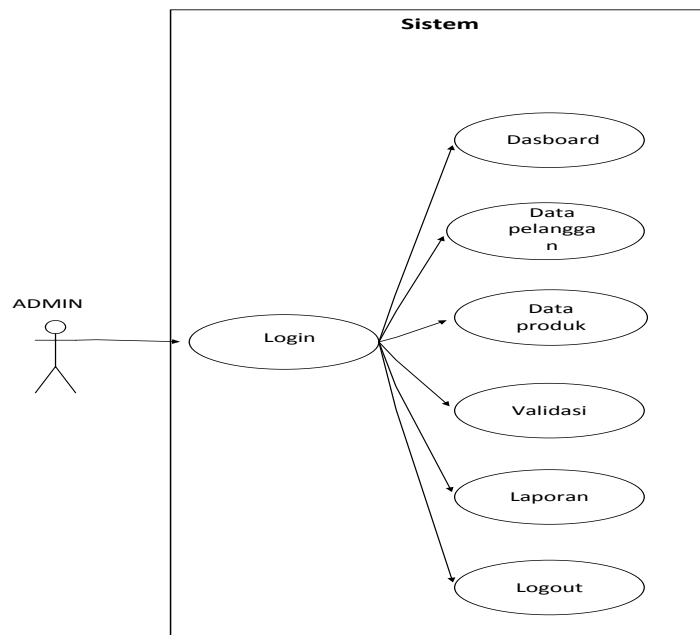 Sistem
Dasboard
Data
pelangga
n
ADMIN
Data
produk
Login
Validasi
Laporan
Logout